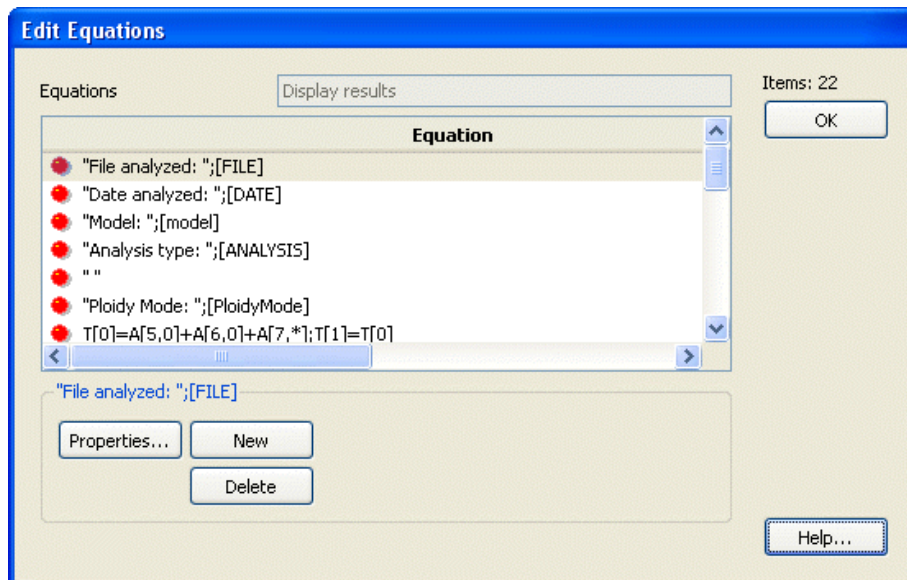 Edit Equations
Equations
Display results
Items: 22
OK
Equation
"File analyzed: ";[FILE]
"Date analyzed: ";[DATE]
"Model: ";[model]
"Analysis type: ";[ANALYSIS]
" "
"Ploidy Mode: ";[PloidyMode]
T[0]=A[5,0]+A[6,0]+A[7,*];T[1]=T[0]
"File analyzed: ";[FILE]
Properties... New
Delete
Help...